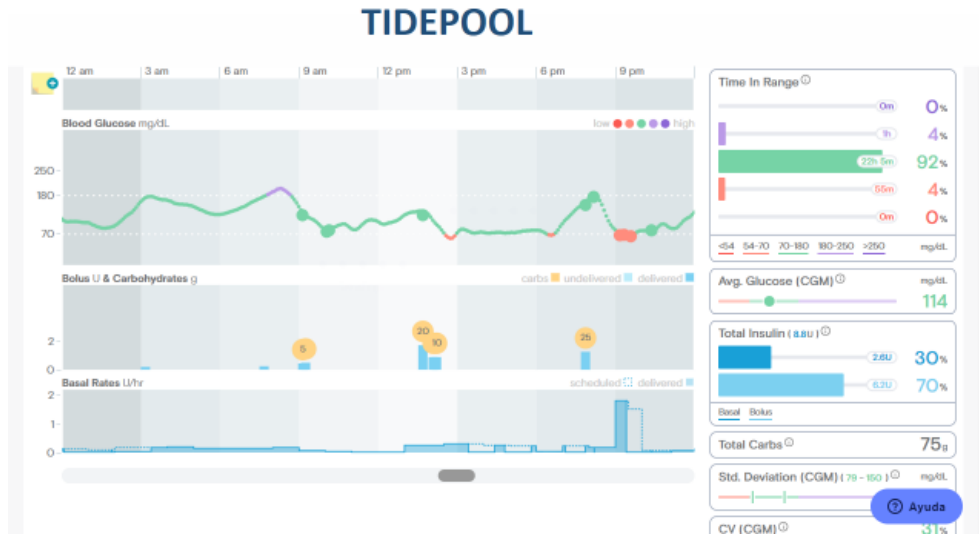 TIDEPOOL
12 am 3 am 6 am 9 am 12 pm 3 pm 6 pm 9 pm
Blood Glucose mg/dL low high
250
180
70
Bolus U & Carbohydrates g carbs undelivered delivered
2
0
5
20
10
25
Basal Rates U/hr scheduled delivered
2
1
0
Time In Range
0m 0%
1h 4%
22h 5m 92%
55m 4%
0m 0%
<54 54-70 70-180 180-250 >250 mg/dL
Avg. Glucose (CGM) mg/dL
114
Total Insulin (8.8U)
2.6U 30%
6.2U 70%
Basal Bolus
Total Carbs 75g
Std. Deviation (CGM) (79 - 150) mg/dL
Ayuda
CV (CGM) 31%